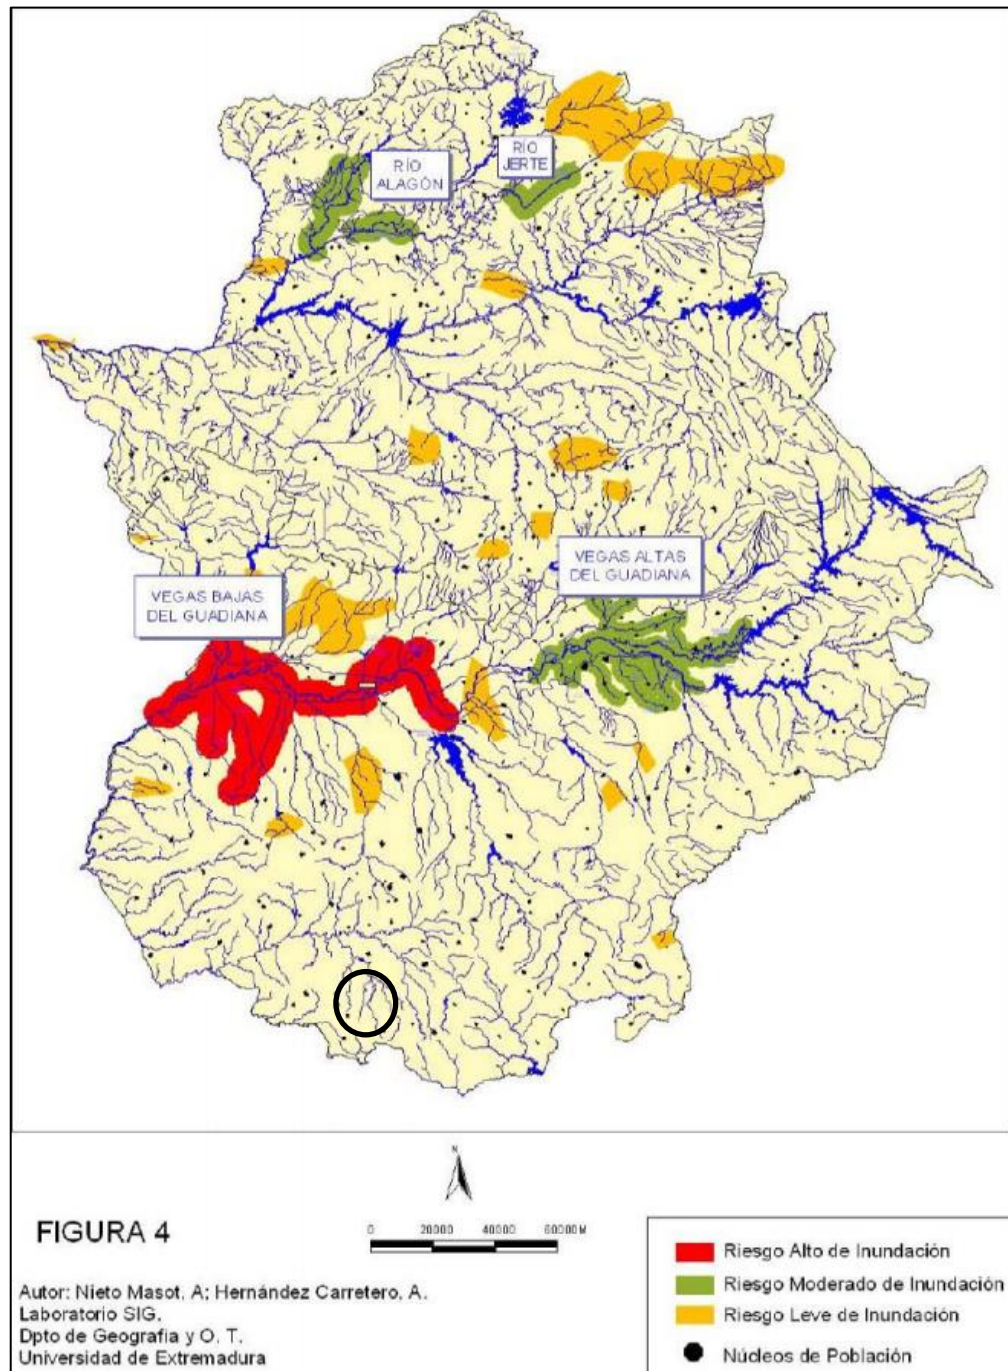 RÍO
ALAGÓN
RÍO
JERTE
VEGAS ALTAS
DEL GUADIANA
VEGAS BAJAS
DEL GUADIANA
N
FIGURA 4
0 20000 40000 60000 M
Autor: Nieto Masot, A; Hernández Carretero, A.
Laboratorio SIG.
Dpto de Geografia y O. T.
Universidad de Extremadura
Riesgo Alto de Inundación
Riesgo Moderado de Inundación
Riesgo Leve de Inundación
Núcleos de Población